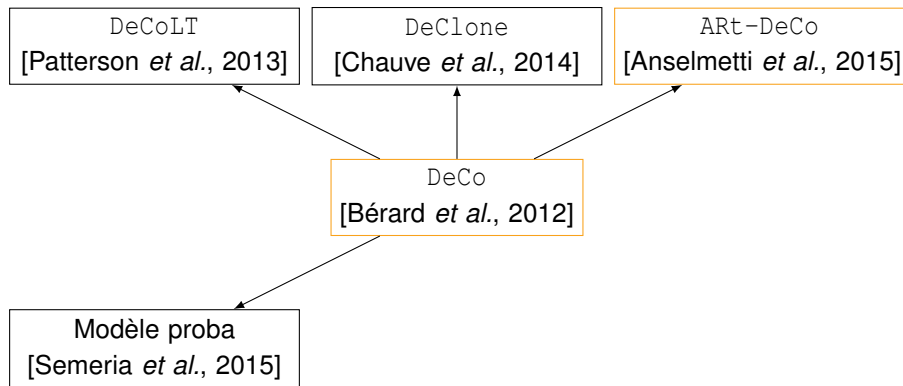 DeCoLT
[Patterson et al., 2013]
DeClone
[Chauve et al., 2014]
ARt-DeCo
[Anselmetti et al., 2015]
DeCo
[Bérard et al., 2012]
Modèle proba
[Semeria et al., 2015]